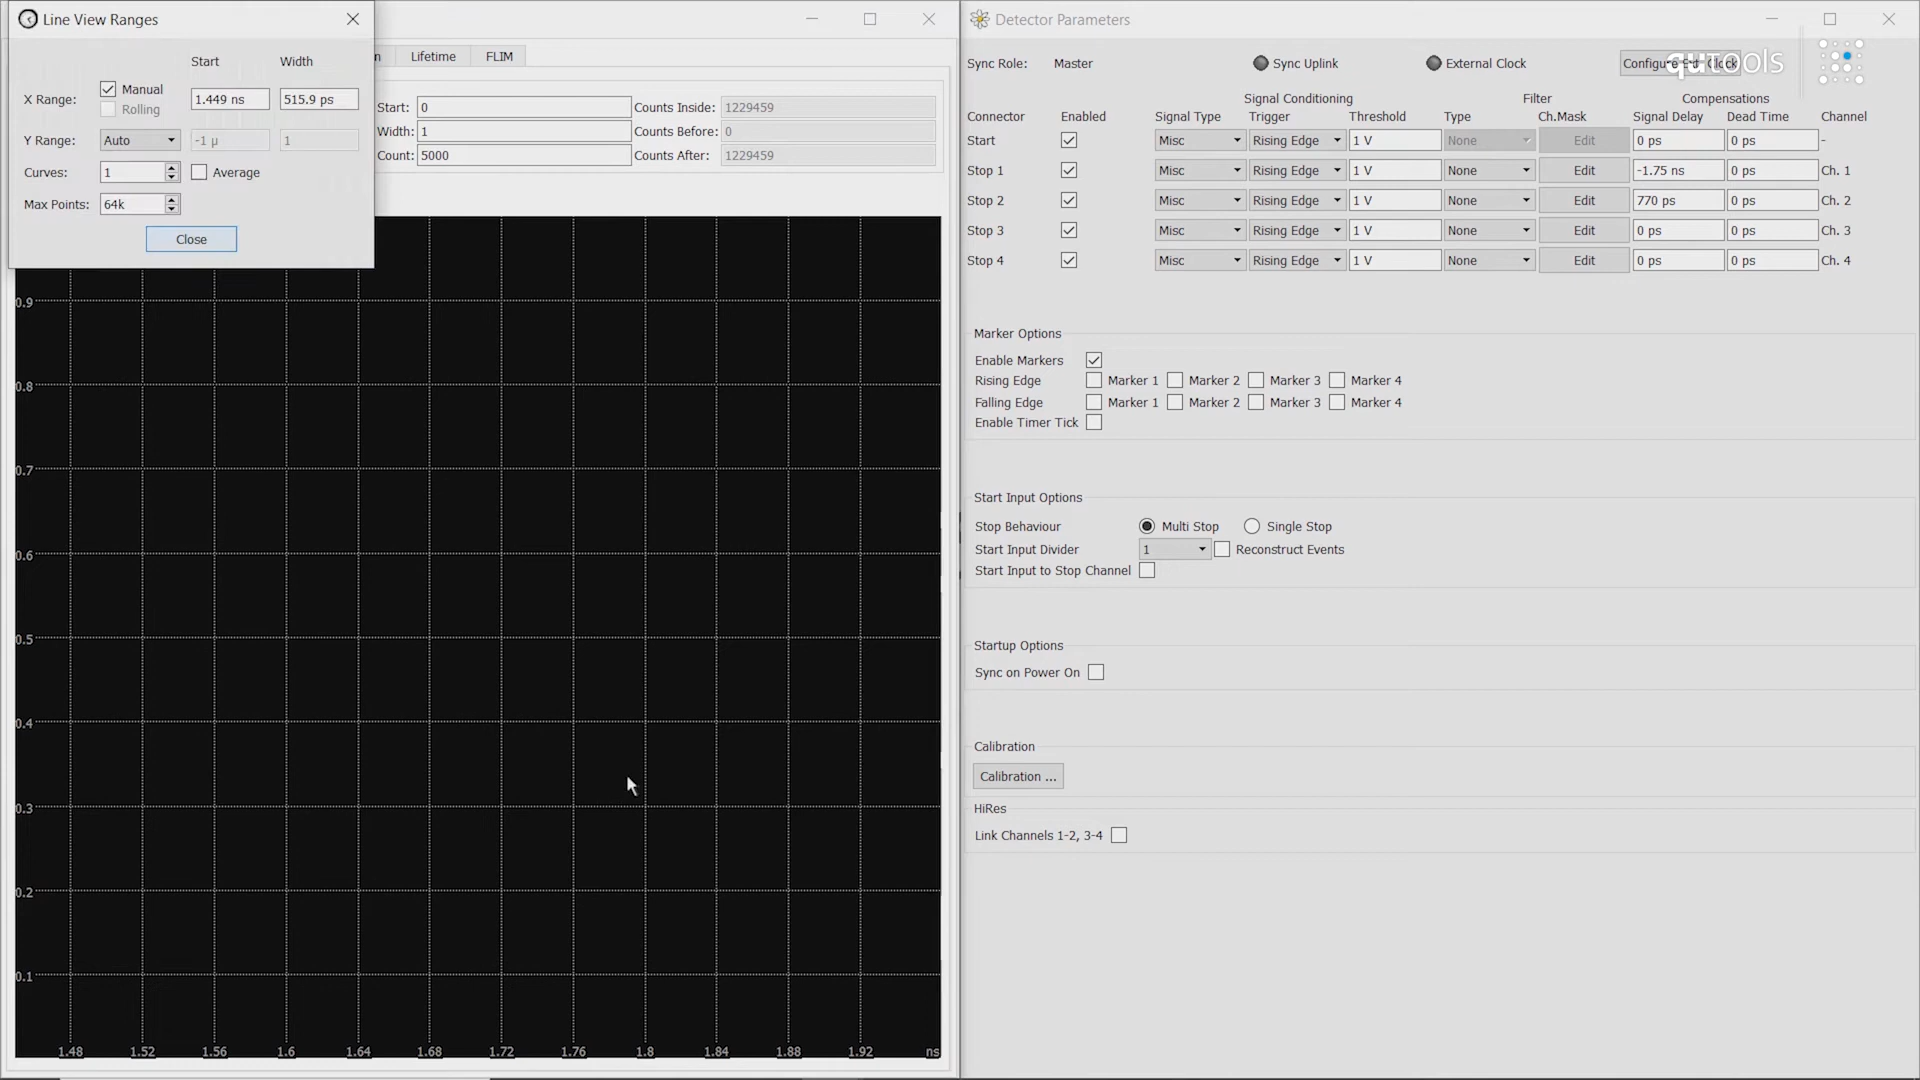 Line View Ranges
Start Width
X Range: Manual 1.449 ns 515.9 ps
Rolling
Y Range: Auto -1 µ 1
Curves: 1 Average
Max Points: 64k
Close
n Lifetime FLIM
Start: 0 Counts Inside: 1229459
Width: 1 Counts Before: 0
Count: 5000 Counts After: 1229459
0.9
0.8
0.7
0.6
0.5
0.4
0.3
0.2
0.1
1.48 1.52 1.56 1.6 1.64 1.68 1.72 1.76 1.8 1.84 1.88 1.92 ns
Detector Parameters
Sync Role: Master Sync Uplink External Clock Configure Ext. Clock
qutools
Signal Conditioning Filter Compensations
Connector Enabled Signal Type Trigger Threshold Type Ch.Mask Signal Delay Dead Time Channel
Start Misc Rising Edge 1 V None Edit 0 ps 0 ps -
Stop 1 Misc Rising Edge 1 V None Edit -1.75 ns 0 ps Ch. 1
Stop 2 Misc Rising Edge 1 V None Edit 770 ps 0 ps Ch. 2
Stop 3 Misc Rising Edge 1 V None Edit 0 ps 0 ps Ch. 3
Stop 4 Misc Rising Edge 1 V None Edit 0 ps 0 ps Ch. 4
Marker Options
Enable Markers
Rising Edge Marker 1 Marker 2 Marker 3 Marker 4
Falling Edge Marker 1 Marker 2 Marker 3 Marker 4
Enable Timer Tick
Start Input Options
Stop Behaviour Multi Stop Single Stop
Start Input Divider 1 Reconstruct Events
Start Input to Stop Channel
Startup Options
Sync on Power On
Calibration
Calibration ...
HiRes
Link Channels 1-2, 3-4